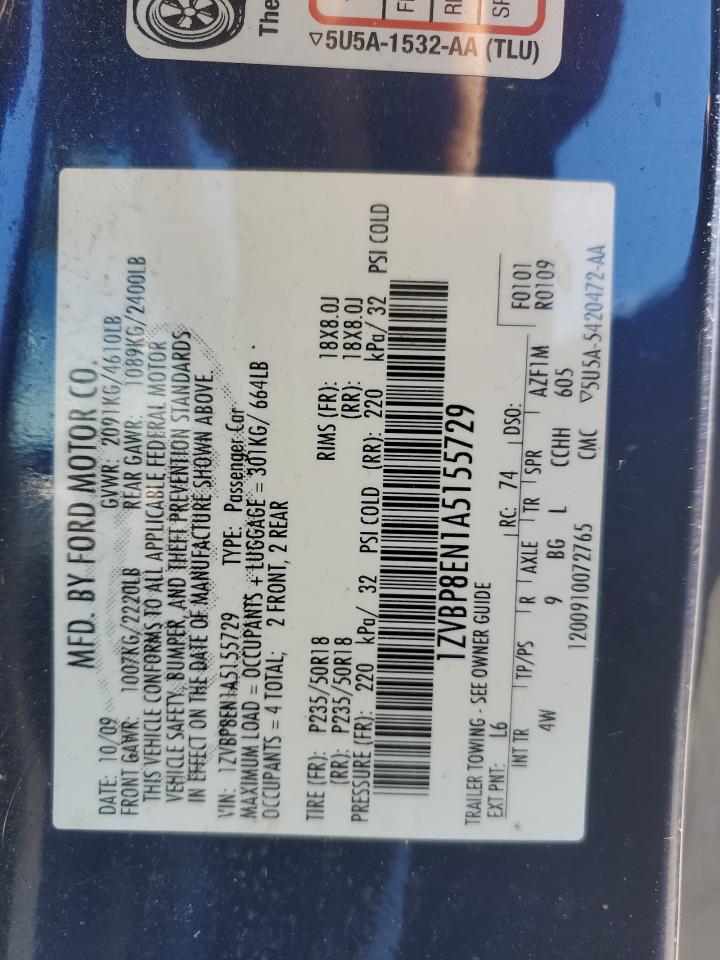 The
▽5U5A-1532-AA (TLU)
MFD. BY FORD MOTOR CO.
DATE: 10/09 GVWR: 2091KG/4610LB
FRONT GAWR: 1007KG/2220LB REAR GAWR: 1089KG/2400LB
THIS VEHICLE CONFORMS TO ALL APPLICABLE FEDERAL MOTOR
VEHICLE SAFETY, BUMPER, AND THEFT PREVENTION STANDARDS
IN EFFECT ON THE DATE OF MANUFACTURE SHOWN ABOVE.
VIN: 1ZVBP8EN1A5155729 TYPE: Passenger Car
MAXIMUM LOAD = OCCUPANTS + LUGGAGE = 301KG/ 664LB
OCCUPANTS = 4 TOTAL; 2 FRONT, 2 REAR
TIRE (FR): P235/50R18 RIMS (FR): 18X8.0J
(RR): P235/50R18 (RR): 18X8.0J
PRESSURE (FR): 220 kPa/ 32 PSI COLD (RR): 220 kPa/ 32 PSI COLD
1ZVBP8EN1A5155729
TRAILER TOWING - SEE OWNER GUIDE
EXT PNT: L6 RC: 74 DSO: F0101
INT TR TP/PS R AXLE TR SPR AZF1M R0109
4W 9 BG L CCHH 605
1200910072765 CMC ▽5U5A-5420472-AA